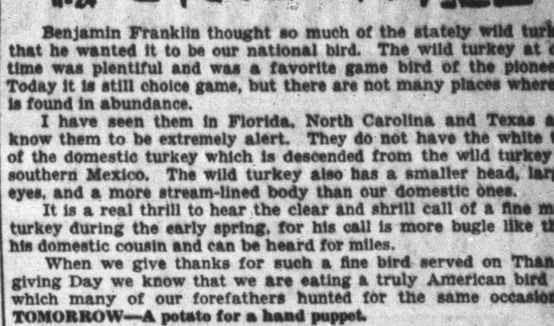 Benjamin Franklin thought so much of the stately wild
that he wanted it to be our national bird. The wild turkey at
time was plentiful and was a favorite game bird of the
Today it is still choice game, but there are not many places where
is found in abundance.
I have seen them in Florida, North Carolina and Texas
know them to be extremely alert. They do not have the white
of the domestic turkey which is descended from the wild turkey
southern Mexico. The wild turkey also has a smaller head,
eyes, and a more stream-lined body than our domestic ones.
It is a real thrill to hear the clear and shrill call of a fine
turkey during the early spring, for his call is more bugle like
his domestic cousin and can be heard for miles.
When we give thanks for such a fine bird served on
giving Day we know that we are eating a truly American bird
which many of our forefathers hunted for the same
TOMORROW—A potato for a hand puppet.